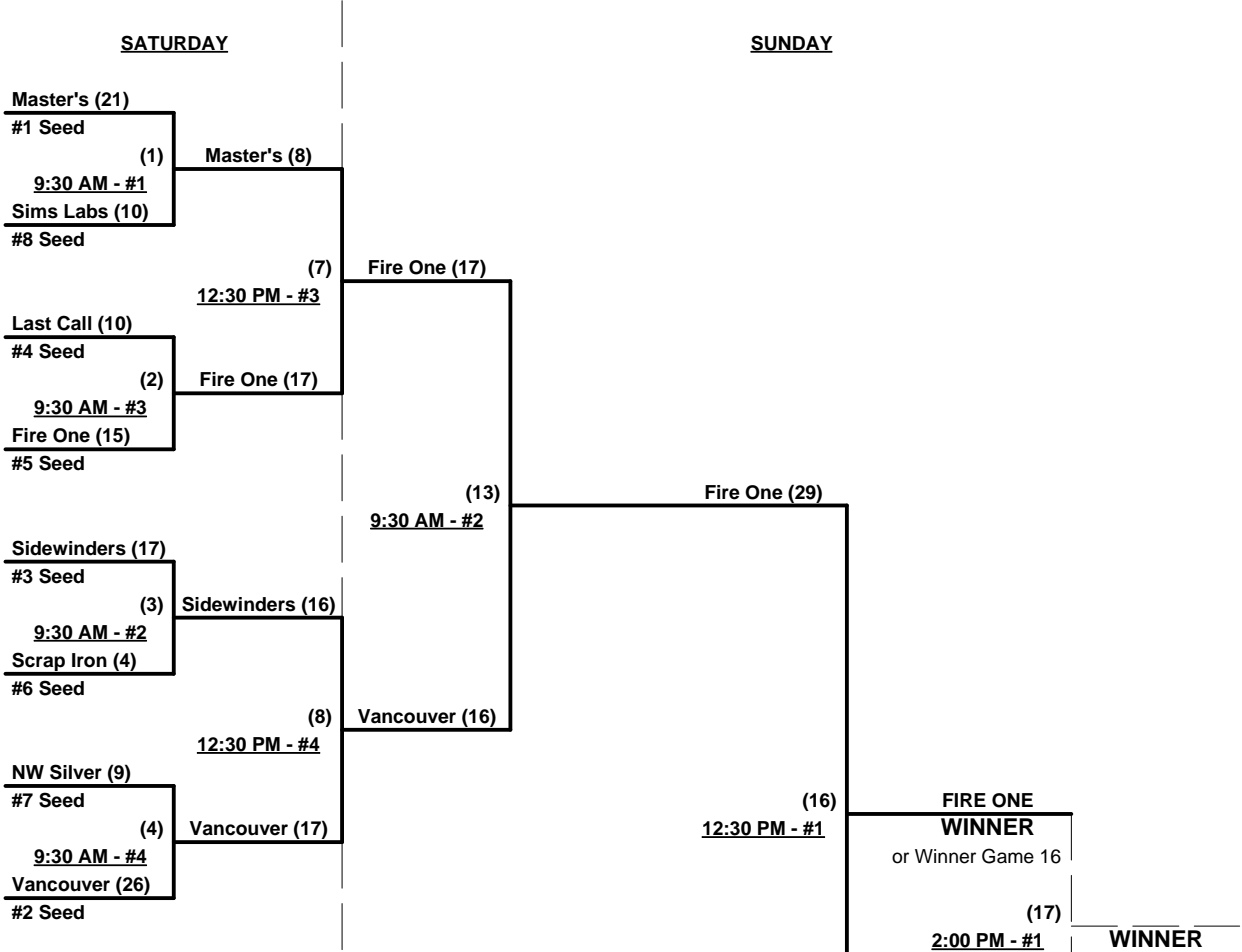 SATURDAY
SUNDAY
Master's (21)
#1 Seed
(1)
Master's (8)
9:30 AM - #1
Sims Labs (10)
#8 Seed
(7)
Fire One (17)
12:30 PM - #3
Last Call (10)
#4 Seed
(2)
Fire One (17)
9:30 AM - #3
Fire One (15)
#5 Seed
(13)
Fire One (29)
9:30 AM - #2
Sidewinders (17)
#3 Seed
(3)
Sidewinders (16)
9:30 AM - #2
Scrap Iron (4)
#6 Seed
(8)
Vancouver (16)
12:30 PM - #4
NW Silver (9)
#7 Seed
(16)
FIRE ONE
(4)
Vancouver (17)
12:30 PM - #1
WINNER
9:30 AM - #4
or Winner Game 16
Vancouver (26)
#2 Seed
(17)
2:00 PM - #1
WINNER